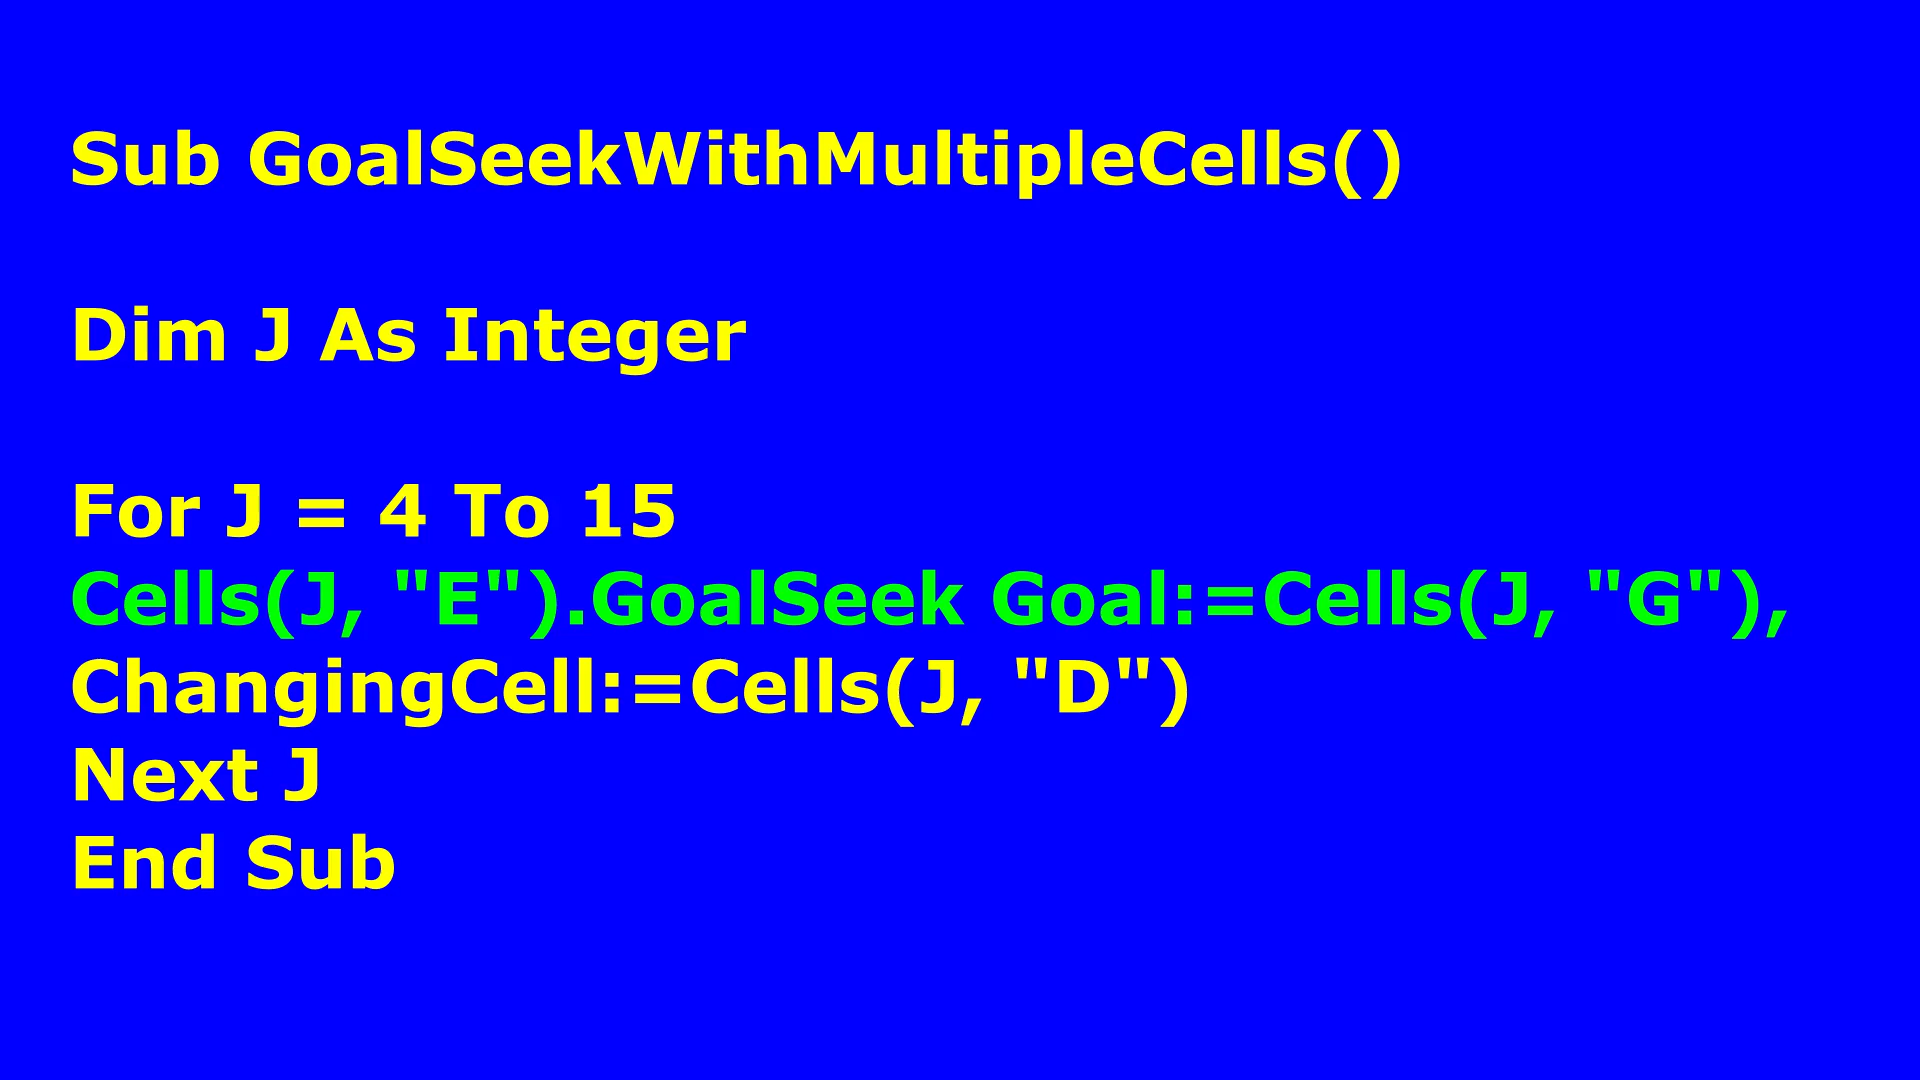 Sub GoalSeekWithMultipleCells()
Dim J As Integer
For J = 4 To 15
Cells(J, "E").GoalSeek Goal:=Cells(J, "G"),
ChangingCell:=Cells(J, "D")
Next J
End Sub